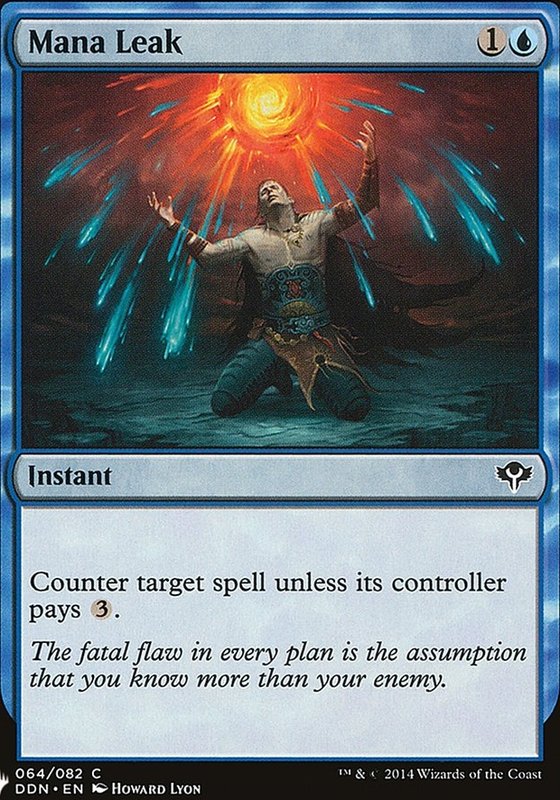 Mana Leak 1
Instant
Counter target spell unless its controller
pays 3.
The fatal flaw in every plan is the assumption
that you know more than your enemy.
064/082 C
DDN • EN Howard Lyon
™ & © 2014 Wizards of the Coast